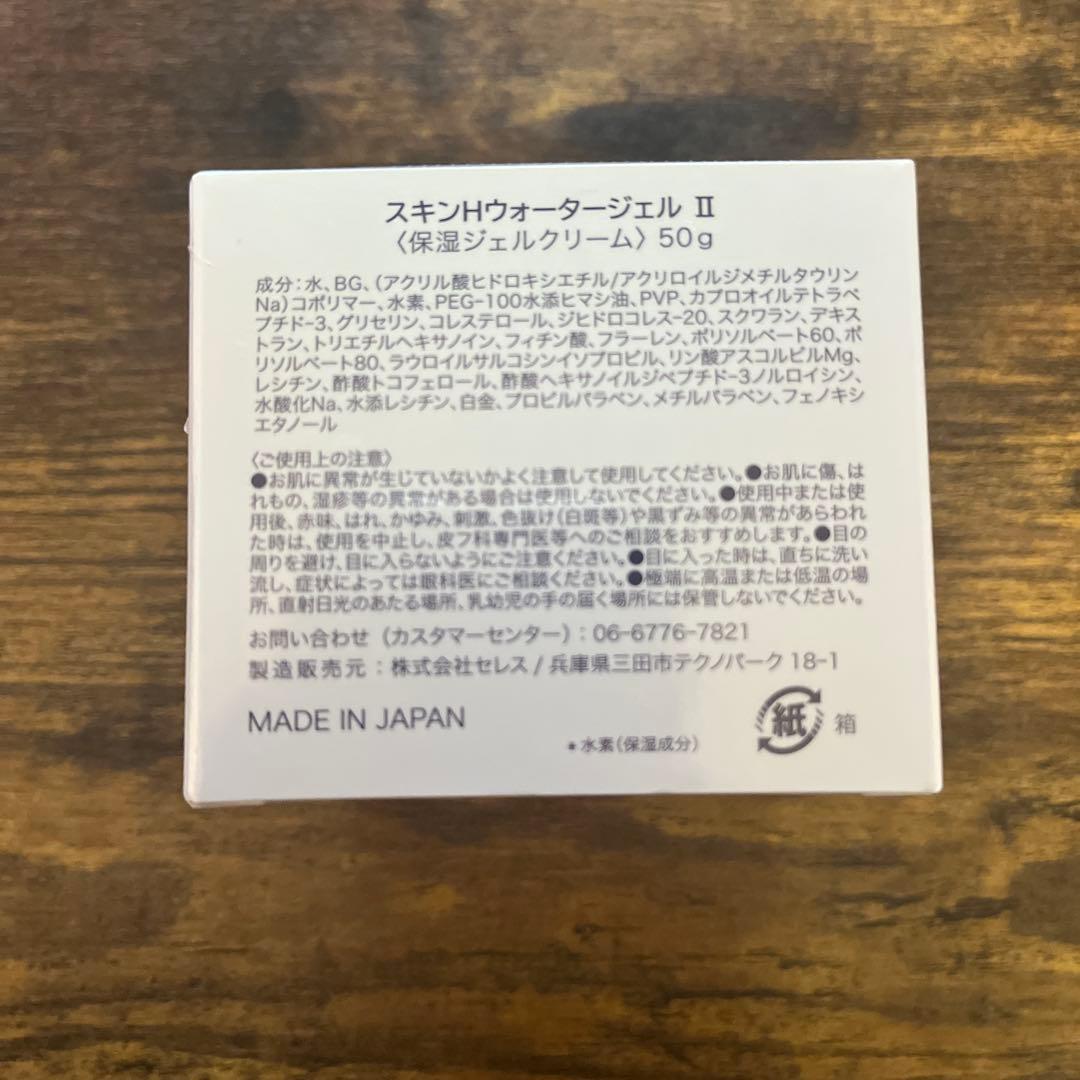 スキンHウォータージェル Ⅱ
〈保湿ジェルクリーム〉50g
成分：水、BG、(アクリル酸ヒドロキシエチル/アクリロイルジメチルタウリン
Na)コポリマー、水素、PEG-100水添ヒマシ油、PVP、カプロオイルテトラペ
プチド-3、グリセリン、コレステロール、ジヒドロコレス-20、スクワラン、デキス
トラン、トリエチルヘキサノイン、フィチン酸、フラーレン、ポリソルベート60、ポ
リソルベート80、ラウロイルサルコシンイソプロピル、リン酸アスコルビルMg、
レシチン、酢酸トコフェロール、酢酸ヘキサノイルジペプチド-3ノルロイシン、
水酸化Na、水添レシチン、白金、プロピルパラベン、メチルパラベン、フェノキシ
エタノール
〈ご使用上の注意〉
●お肌に異常が生じていないかよく注意して使用してください。●お肌に傷、は
れもの、湿疹等の異常がある場合は使用しないでください。●使用中または使
用後、赤味、はれ、かゆみ、刺激、色抜け(白斑等)や黒ずみ等の異常があらわれ
た時は、使用を中止し、皮フ科専門医等へのご相談をおすすめします。●目の
周りを避け、目に入らないようにご注意ください。●目に入った時は、直ちに洗い
流し、症状によっては眼科医にご相談ください。●極端に高温または低温の場
所、直射日光のあたる場所、乳幼児の手の届く場所には保管しないでください。
お問い合わせ（カスタマーセンター）：06-6776-7821
製造販売元：株式会社セレス/兵庫県三田市テクノパーク18-1
MADE IN JAPAN
紙 箱
＊水素(保湿成分)